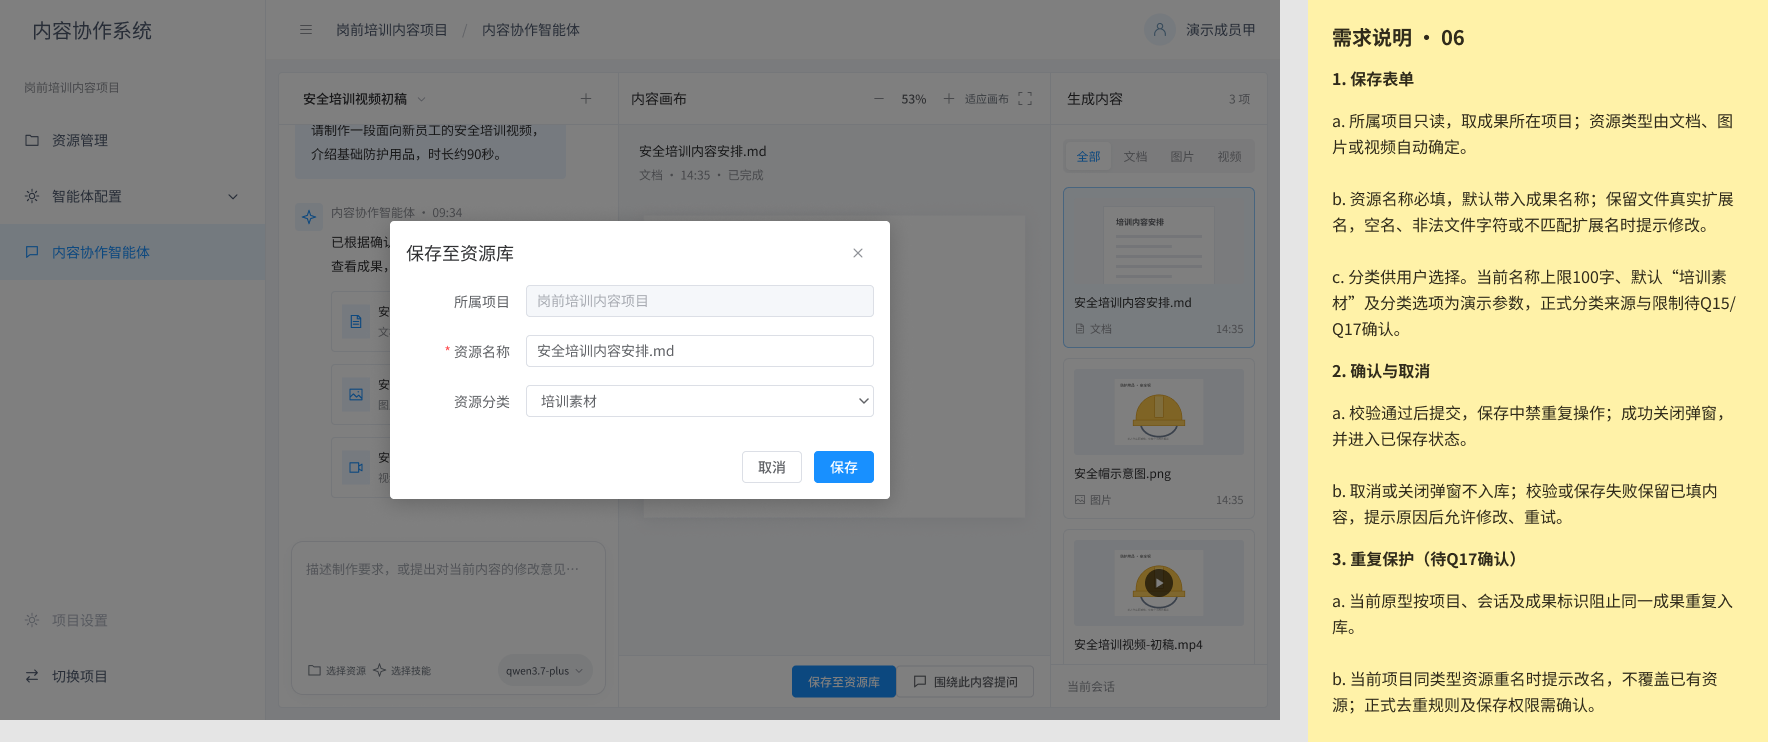 内容协作系统
岗前培训内容项目
资源管理
智能体配置
内容协作智能体
项目设置
切换项目
岗前培训内容项目 / 内容协作智能体
演示成员甲
安全培训视频初稿
请制作一段面向新员工的安全培训视频，
介绍基础防护用品，时长约90秒。
内容协作智能体 · 09:34
已根据确认
查看成果，
安
文
安
图
安
视
描述制作要求，或提出对当前内容的修改意见…
选择资源 选择技能 qwen3.7-plus
内容画布
53%
适应画布
安全培训内容安排.md
文档 · 14:35 · 已完成
保存至资源库
围绕此内容提问
生成内容
3 项
全部 文档 图片 视频
培训内容安排
安全培训内容安排.md
文档 14:35
安全帽示意图.png
图片 14:35
安全培训视频-初稿.mp4
当前会话
保存至资源库
所属项目 岗前培训内容项目
* 资源名称 安全培训内容安排.md
资源分类 培训素材
取消 保存
需求说明 · 06
1. 保存表单
a. 所属项目只读，取成果所在项目；资源类型由文档、图
片或视频自动确定。
b. 资源名称必填，默认带入成果名称；保留文件真实扩展
名，空名、非法文件字符或不匹配扩展名时提示修改。
c. 分类供用户选择。当前名称上限100字、默认“培训素
材”及分类选项为演示参数，正式分类来源与限制待Q15/
Q17确认。
2. 确认与取消
a. 校验通过后提交，保存中禁重复操作；成功关闭弹窗，
并进入已保存状态。
b. 取消或关闭弹窗不入库；校验或保存失败保留已填内
容，提示原因后允许修改、重试。
3. 重复保护（待Q17确认）
a. 当前原型按项目、会话及成果标识阻止同一成果重复入
库。
b. 当前项目同类型资源重名时提示改名，不覆盖已有资
源；正式去重规则及保存权限需确认。